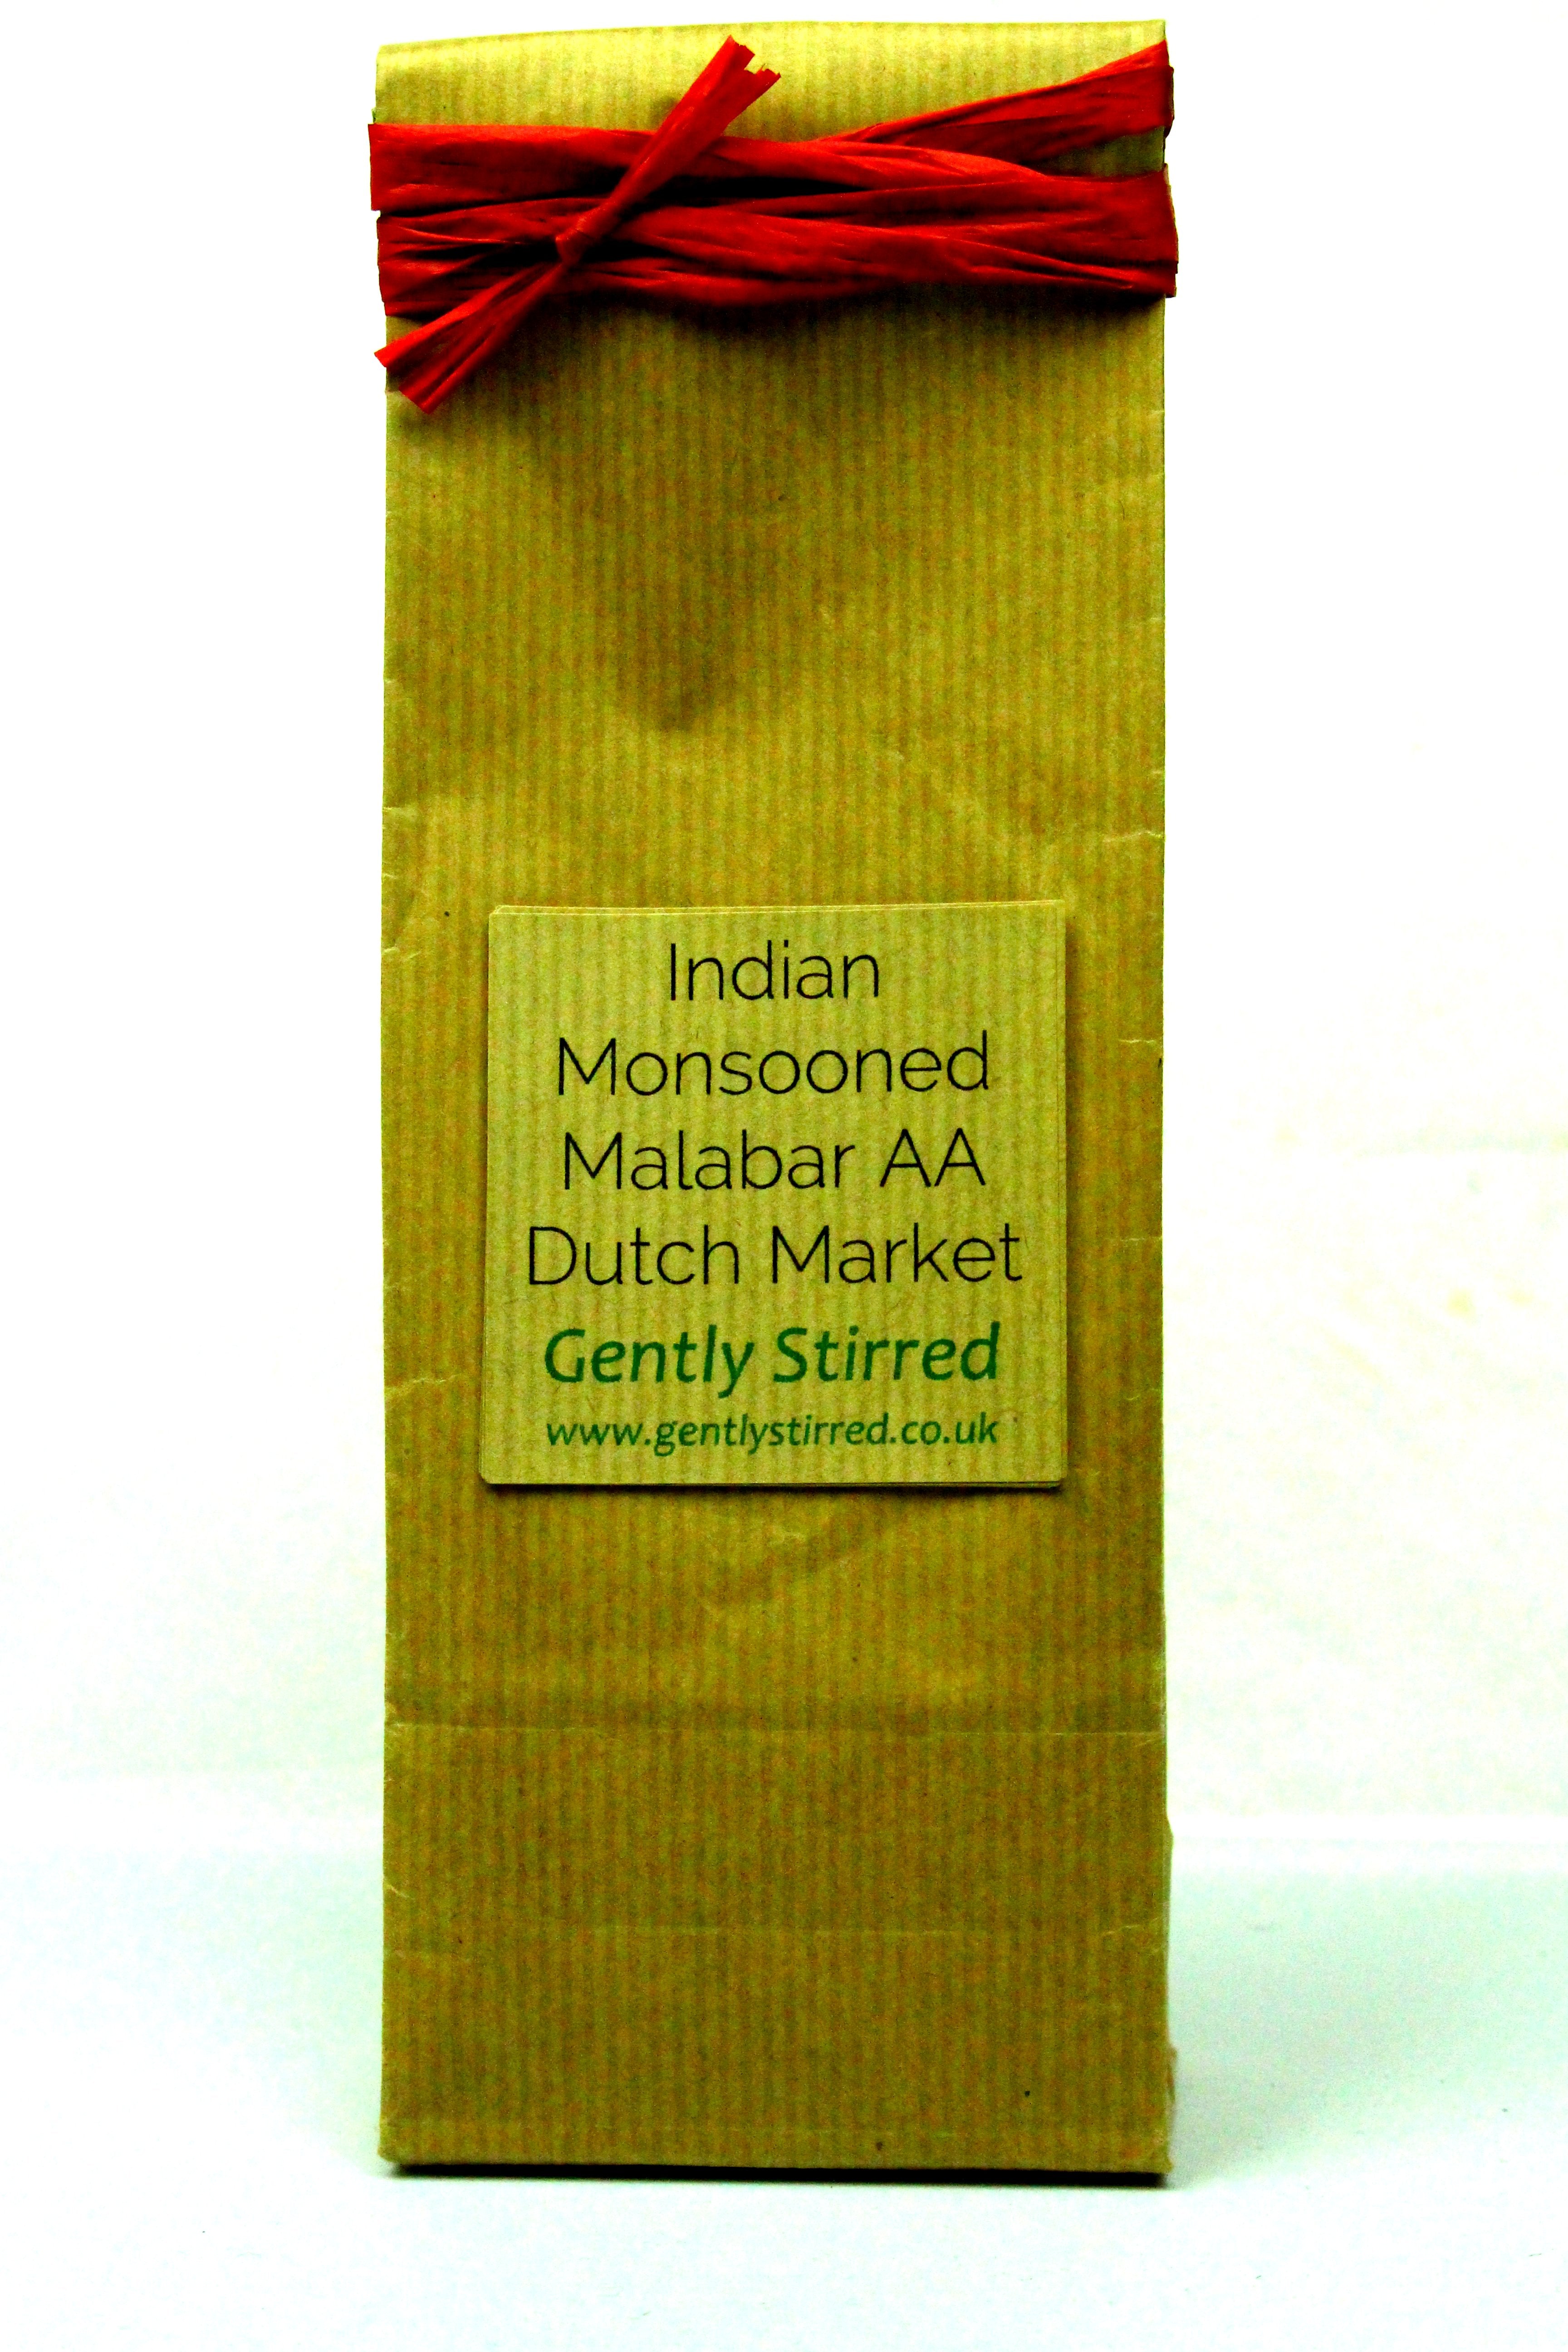 Indian
Monsooned
Malabar AA
Dutch Market
Gently Stirred
www.gentlystirred.co.uk